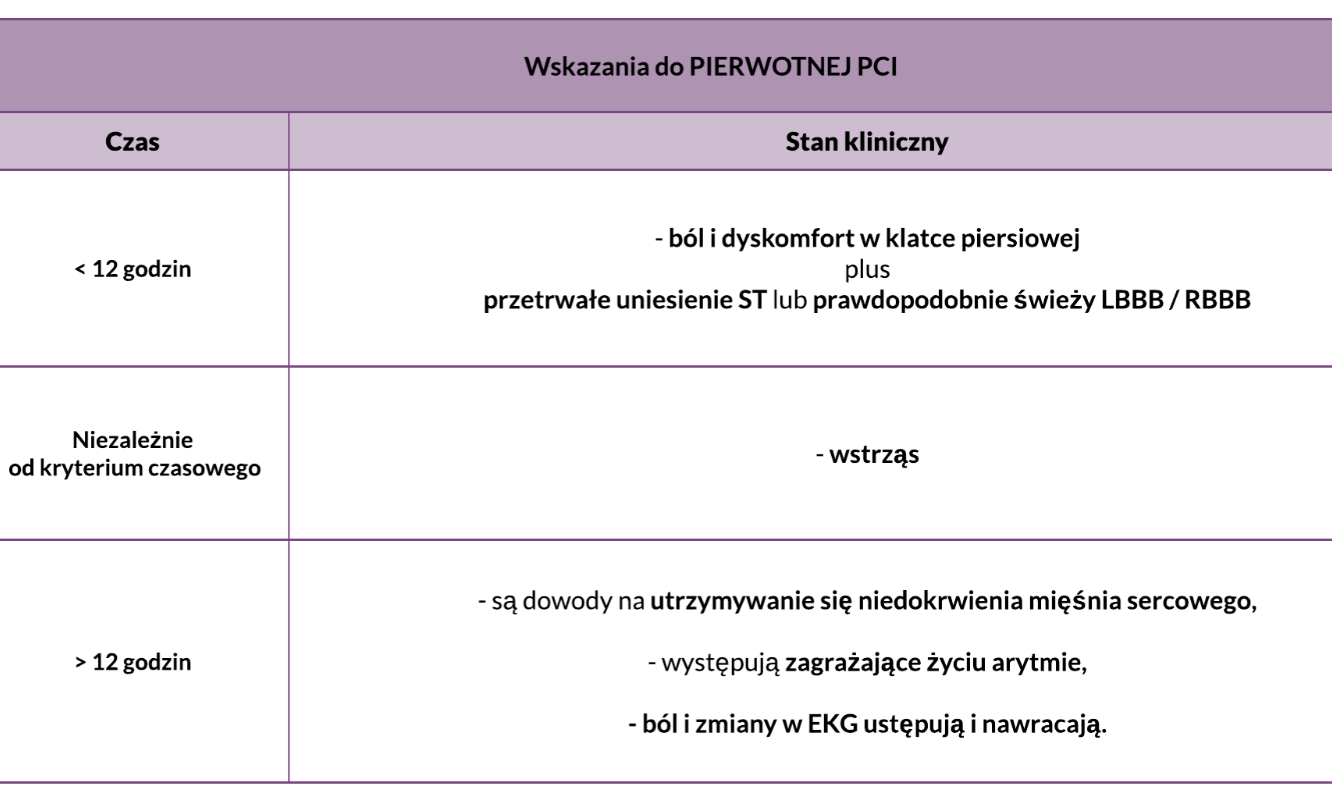 Wskazania do PIERWOTNEJ PCI
Czas
Stan kliniczny
< 12 godzin
- ból i dyskomfort w klatce piersiowej
plus
przetrwałe uniesienie ST lub prawdopodobnie świeży LBBB / RBBB
Niezależnie
od kryterium czasowego
- wstrząs
> 12 godzin
- są dowody na utrzymywanie się niedokrwienia mięśnia sercowego,
- występują zagrażające życiu arytmie,
- ból i zmiany w EKG ustępują i nawracają.